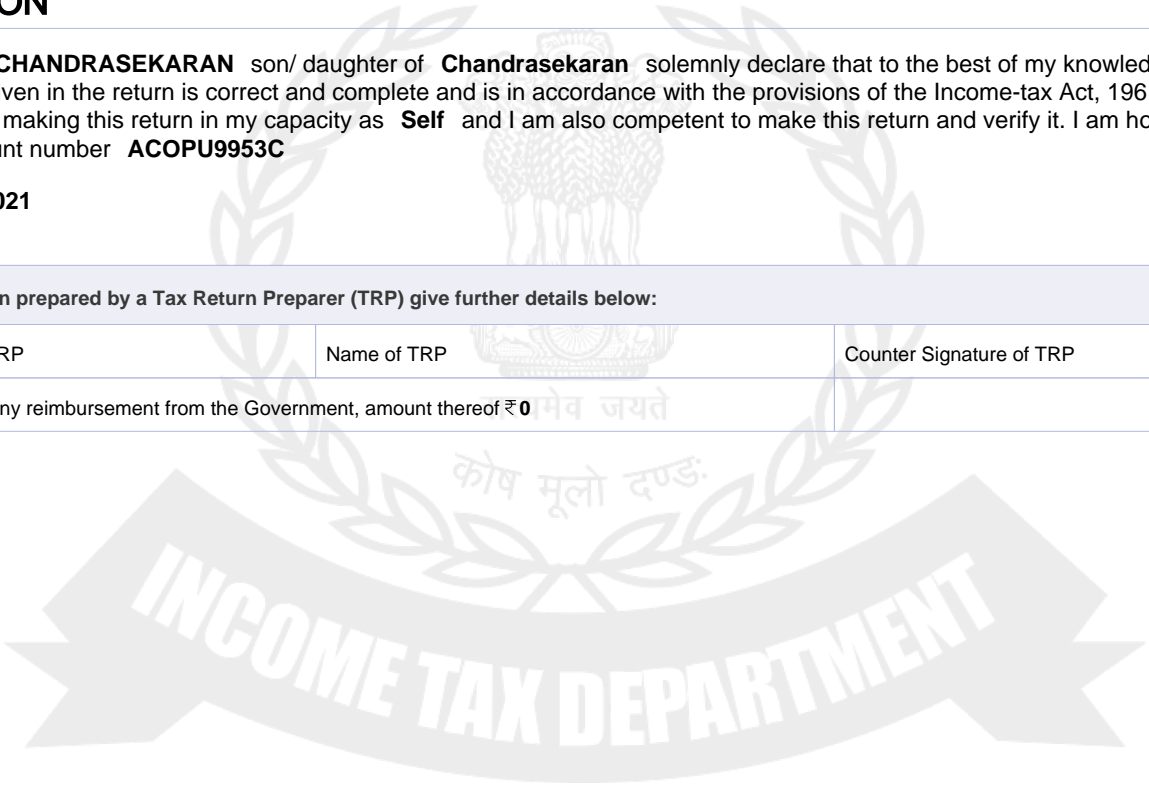 ON
CHANDRASEKARAN son/ daughter of Chandrasekaran solemnly declare that to the best of my knowled
ven in the return is correct and complete and is in accordance with the provisions of the Income-tax Act, 196
making this return in my capacity as Self and I am also competent to make this return and verify it. I am ho
unt number ACOPU9953C
021
n prepared by a Tax Return Preparer (TRP) give further details below:
RP Name of TRP Counter Signature of TRP
ny reimbursement from the Government, amount thereof ₹ 0
मेव जयते
कोष मूलो दण्डः
INCOME TAX DEPARTMENT